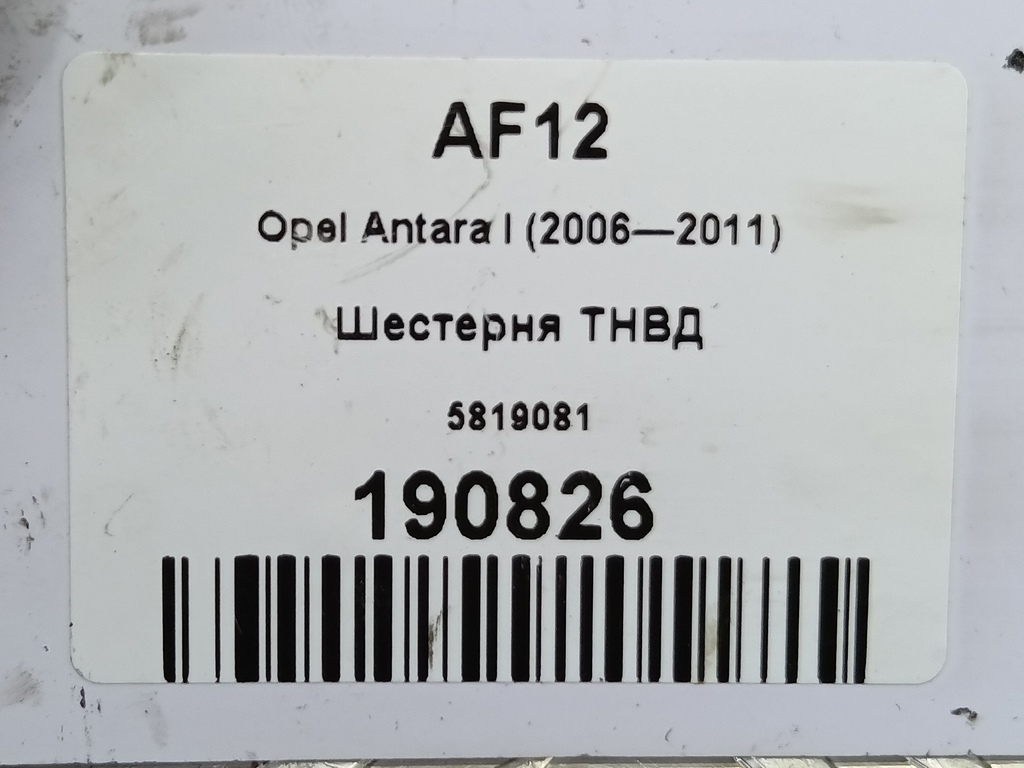 AF12
Opel Antara I (2006—2011)
Шестерня ТНВД
5819081
190826